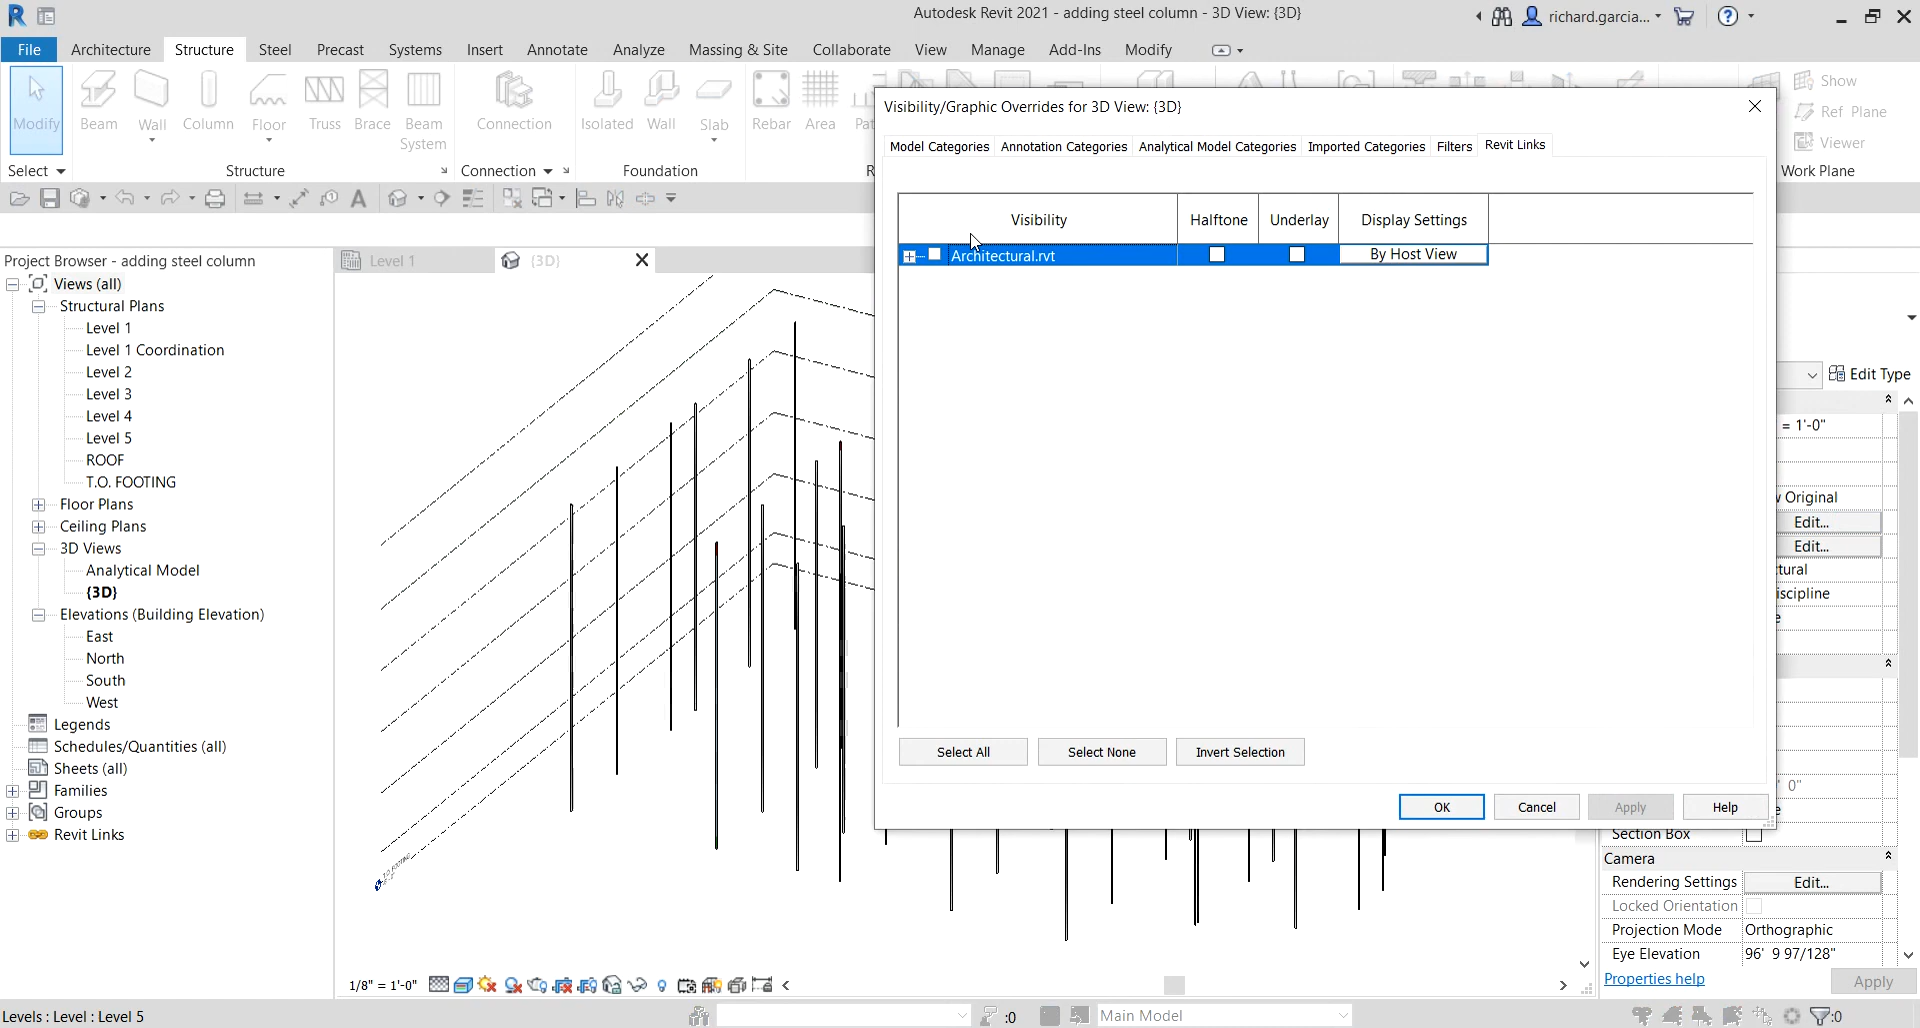 Autodesk Revit 2021 - adding steel column - 3D View: {3D}
richard.garcia...
File Architecture Structure Steel Precast Systems Insert Annotate Analyze Massing & Site Collaborate View Manage Add-Ins Modify
Modify Beam Wall Column Floor Truss Brace Beam System
Connection
Isolated Wall Slab
Rebar Area
Show
Ref Plane
Viewer
Select Structure Connection Foundation Work Plane
Project Browser - adding steel column
Level 1
{3D}
Views (all)
Structural Plans
Level 1
Level 1 Coordination
Level 2
Level 3
Level 4
Level 5
ROOF
T.O. FOOTING
Floor Plans
Ceiling Plans
3D Views
Analytical Model
{3D}
Elevations (Building Elevation)
East
North
South
West
Legends
Schedules/Quantities (all)
Sheets (all)
Families
Groups
Revit Links
Visibility/Graphic Overrides for 3D View: {3D}
Model Categories Annotation Categories Analytical Model Categories Imported Categories Filters Revit Links
Visibility Halftone Underlay Display Settings
Architectural.rvt By Host View
Select All Select None Invert Selection
OK Cancel Apply Help
Edit Type
= 1'-0"
Original
Edit...
Edit...
Section Box
Camera
Rendering Settings Edit...
Locked Orientation
Projection Mode Orthographic
Eye Elevation 96' 9 97/128"
Properties help Apply
1/8" = 1'-0"
Levels : Level : Level 5
:0
Main Model
:0